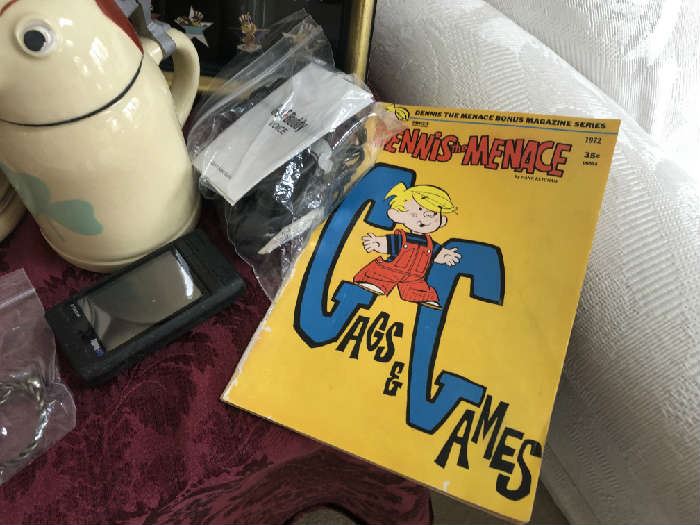 DENNIS THE MENACE BONUS MAGAZINE SERIES
1972
DENNIS THE MENACE
35¢
GAGS
&
GAMES